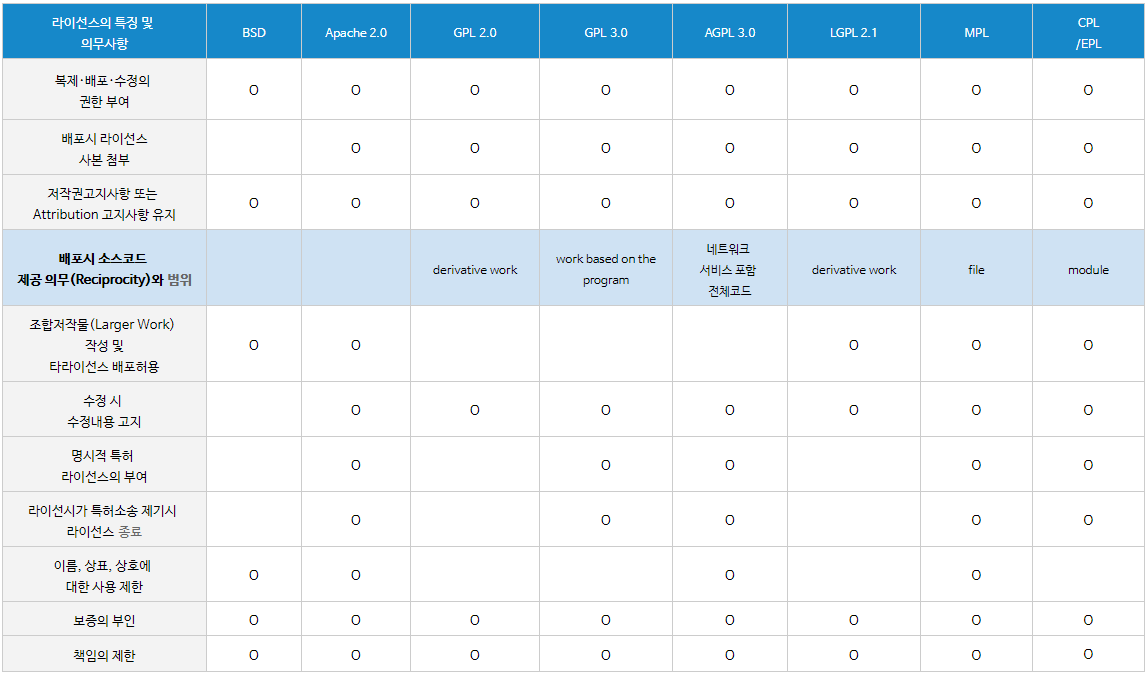 라이선스의 특징 및
의무사항
BSD
Apache 2.0
GPL 2.0
GPL 3.0
AGPL 3.0
LGPL 2.1
MPL
CPL
/EPL
복제·배포·수정의
권한 부여
O O O O O O O O
배포시 라이선스
사본 첨부
O O O O O O O
저작권고지사항 또는
Attribution 고지사항 유지
O O O O O O O O
배포시 소스코드
제공 의무(Reciprocity)와 범위
derivative work
work based on the
program
네트워크
서비스 포함
전체코드
derivative work
file
module
조합저작물(Larger Work)
작성 및
타라이선스 배포허용
O O O O O
수정 시
수정내용 고지
O O O O O O O
명시적 특허
라이선스의 부여
O O O O O
라이선시가 특허소송 제기시
라이선스 종료
O O O O O
이름, 상표, 상호에
대한 사용 제한
O O O O
보증의 부인
O O O O O O O O
책임의 제한
O O O O O O O O